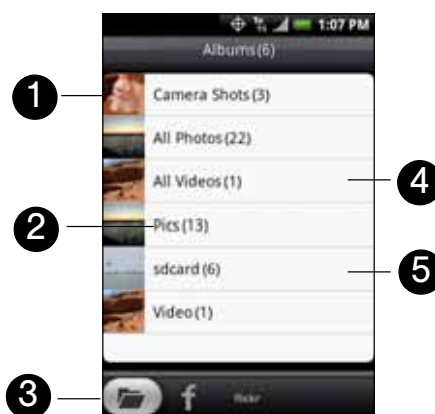 1:07 PM
Albums(6)
1
Camera Shots(3)
All Photos(22)
All Videos(1)
4
2
Pics(13)
sdcard(6)
5
Video(1)
3
f
flickr